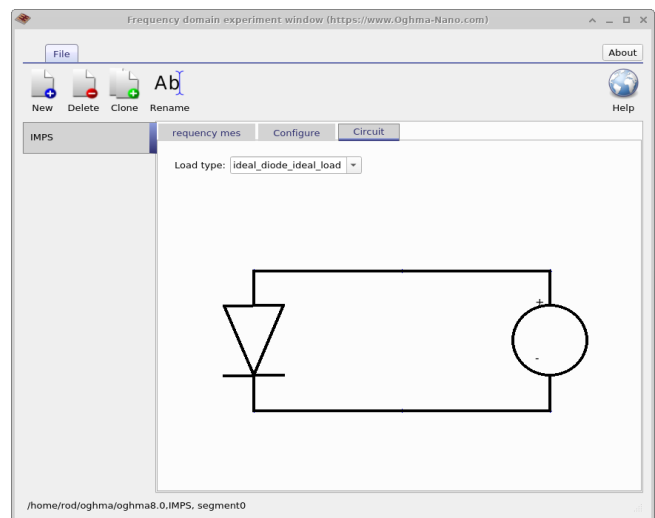 Frequency domain experiment window (https://www.Oghma-Nano.com)
File
About
Ab
New Delete Clone Rename
Help
IMPS
requency mes Configure Circuit
Load type: ideal_diode_ideal_load
+
-
/home/rod/oghma/oghma8.0,IMPS, segment0